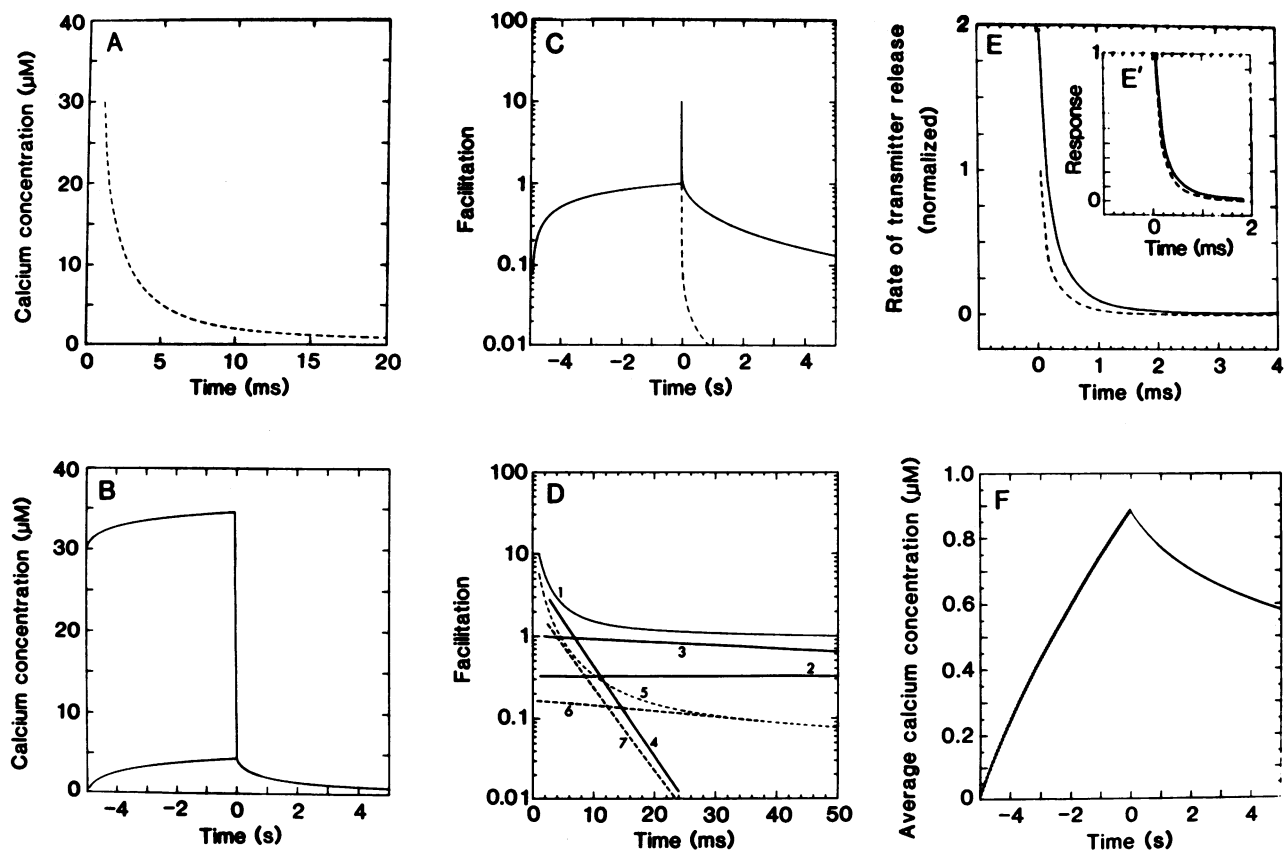 A
Calcium concentration (µM)
40
30
20
10
0
0 5 10 15 20
Time (ms)
C
Facilitation
100
10
1
0.1
0.01
−4 −2 0 2 4
Time (s)
E
Rate of transmitter release
(normalized)
2
1
0
0 1 2 3 4
Time (ms)
E'
Response
1
0
0 2
Time (ms)
B
Calcium concentration (µM)
40
33
35
10
5
0
−4 −2 0 2 4
Time (s)
D
Facilitation
100
10
1
0.1
0.01
0 10 20 30 40 50
Time (ms)
1
3
2
5
6
7
4
F
Average calcium concentration (µM)
1.0
0.8
0.6
0.4
0.2
0
−4 −2 0 2 4
Time (s)